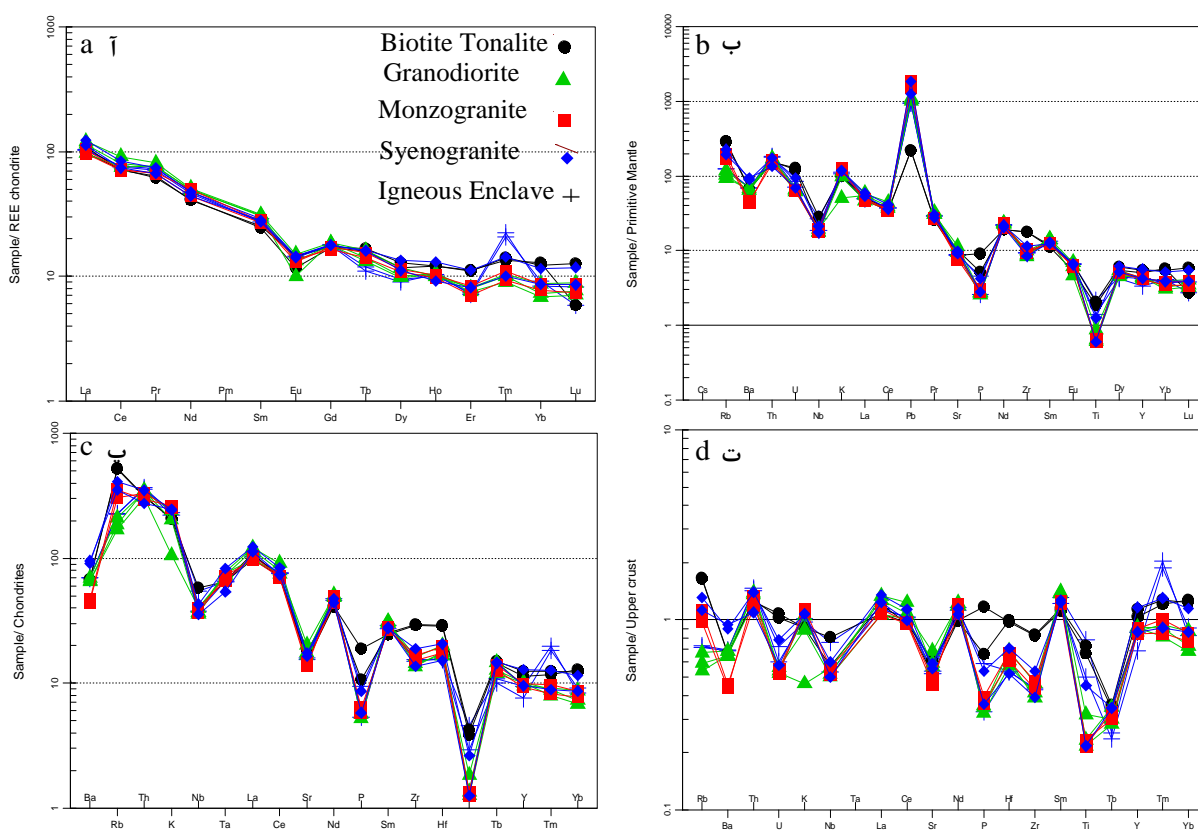 a آ
Biotite Tonalite
Granodiorite
Monzogranite
Syenogranite
Igneous Enclave
Sample/ REE chondrite
1000
100
10
1
La Pr Pm Eu Tb Ho Tm Lu
Ce Nd Sm Gd Dy Er Yb
b ب
Sample/ Primitive Mantle
10000
1000
100
10
1
0.1
Cs Ba Th Nb K La Ce Pr P Zr Eu Dy Yb
Rb U Pb Sr Nd Sm Ti Y Lu
c پ
Sample/ Chondrites
1000
100
10
1
Ba Th Nb La Sr P Zr Ti Y Yb
Rb K Ta Ce Nd Sm Hf Tb Tm
d ت
Sample/ Upper crust
10
1
0.1
Rb Th K Ta La Ce Nd Hf Sm Tb Tm
Ba U Nb Sr P Zr Ti Y Yb